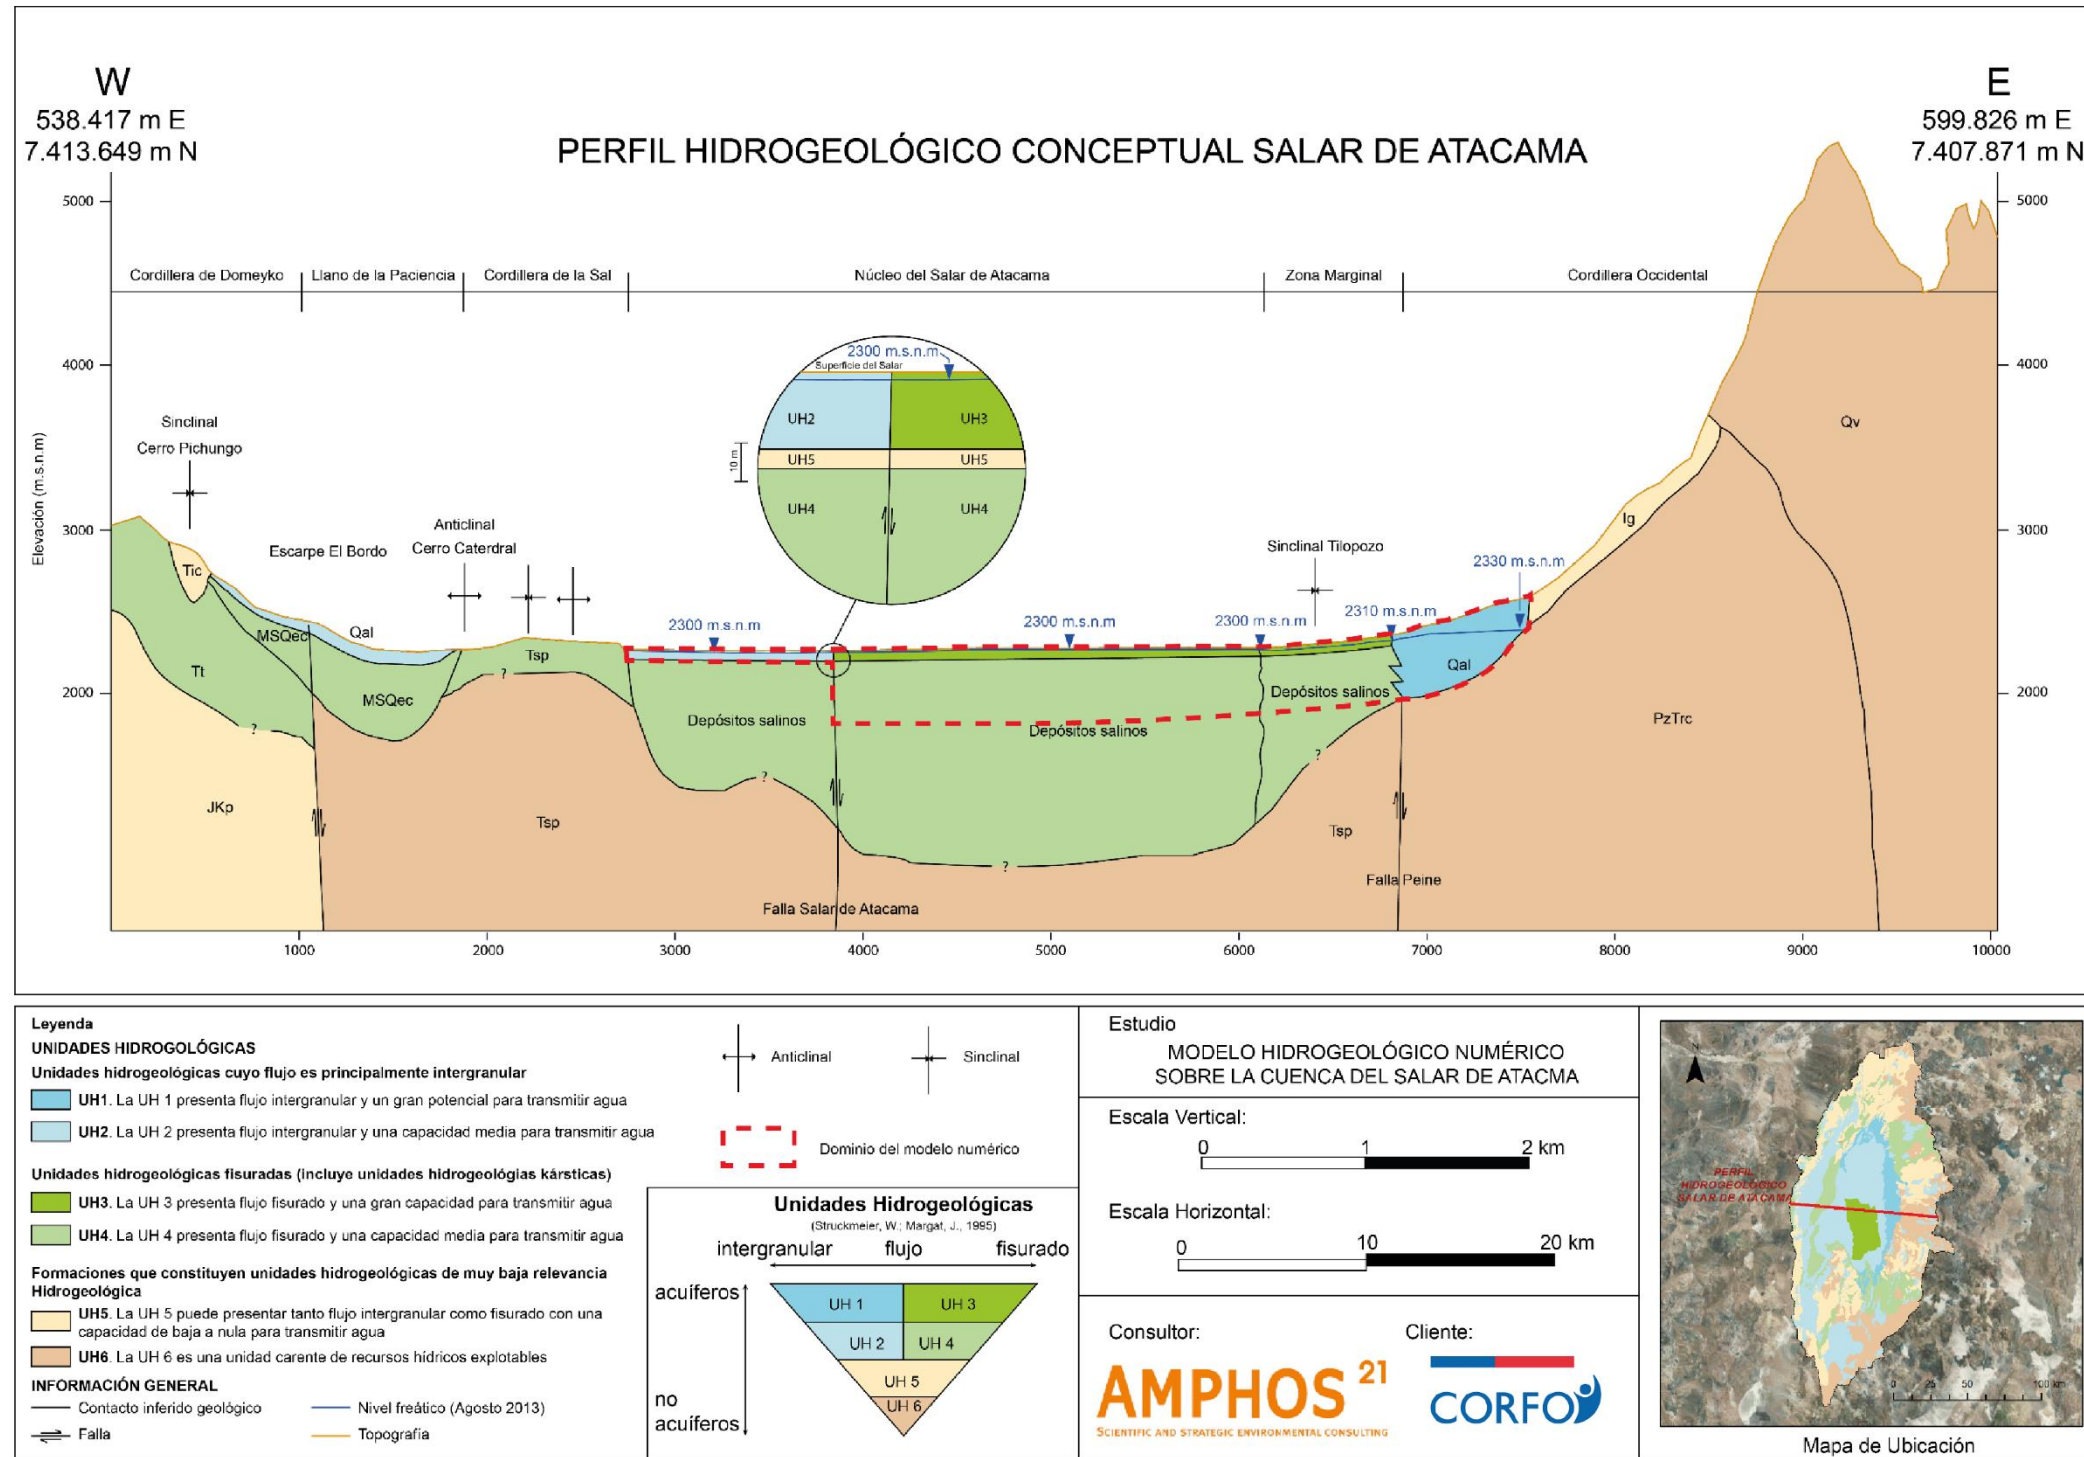 W
538.417 m E
7.413.649 m N
E
599.826 m E
7.407.871 m N
PERFIL HIDROGEOLÓGICO CONCEPTUAL SALAR DE ATACAMA
5000
4000
3000
2000
Elevación (m.s.n.m)
5000
4000
3000
2000
Cordillera de Domeyko
Llano de la Paciencia
Cordillera de la Sal
Núcleo del Salar de Atacama
Zona Marginal
Cordillera Occidental
2300 m.s.n.m
Superficie del Salar
UH2
UH3
UH5
UH5
UH4
UH4
10 m
Sinclinal
Cerro Pichungo
Escarpe El Bordo
Anticlinal
Cerro Caterdral
Sinclinal Tilopozo
2300 m.s.n.m
2300 m.s.n.m
2300 m.s.n.m
2310 m.s.n.m
2330 m.s.n.m
Tic
MSQec
Qal
Tt
MSQec
Tsp
?
?
JKp
Tsp
Depósitos salinos
?
Depósitos salinos
?
Depósitos salinos
?
Qal
Tsp
Ig
Qv
PzTrc
Falla Salar de Atacama
Falla Peine
1000
2000
3000
4000
5000
6000
7000
8000
9000
10000
Leyenda
UNIDADES HIDROGOLÓGICAS
Unidades hidrogeológicas cuyo flujo es principalmente intergranular
UH1. La UH 1 presenta flujo intergranular y un gran potencial para transmitir agua
UH2. La UH 2 presenta flujo intergranular y una capacidad media para transmitir agua
Unidades hidrogeológicas fisuradas (incluye unidades hidrogeologías kársticas)
UH3. La UH 3 presenta flujo fisurado y una gran capacidad para transmitir agua
UH4. La UH 4 presenta flujo fisurado y una capacidad media para transmitir agua
Formaciones que constituyen unidades hidrogeológicas de muy baja relevancia
Hidrogeológica
UH5. La UH 5 puede presentar tanto flujo intergranular como fisurado con una
capacidad de baja a nula para transmitir agua
UH6. La UH 6 es una unidad carente de recursos hídricos explotables
INFORMACIÓN GENERAL
Contacto inferido geológico
Nivel freático (Agosto 2013)
Falla
Topografía
Anticlinal
Sinclinal
Dominio del modelo numérico
Unidades Hidrogeológicas
(Struckmeier, W.; Margat, J., 1995)
intergranular flujo fisurado
acuíferos
no
acuíferos
UH 1
UH 3
UH 2
UH 4
UH 5
UH 6
Estudio
MODELO HIDROGEOLÓGICO NUMÉRICO
SOBRE LA CUENCA DEL SALAR DE ATACMA
Escala Vertical:
0 1 2 km
Escala Horizontal:
0 10 20 km
Consultor:
AMPHOS 21
SCIENTIFIC AND STRATEGIC ENVIRONMENTAL CONSULTING
Cliente:
CORFO
N
PERFIL
HIDROGEOLÓGICO
SALAR DE ATACAMA
0 25 50 100 km
Mapa de Ubicación